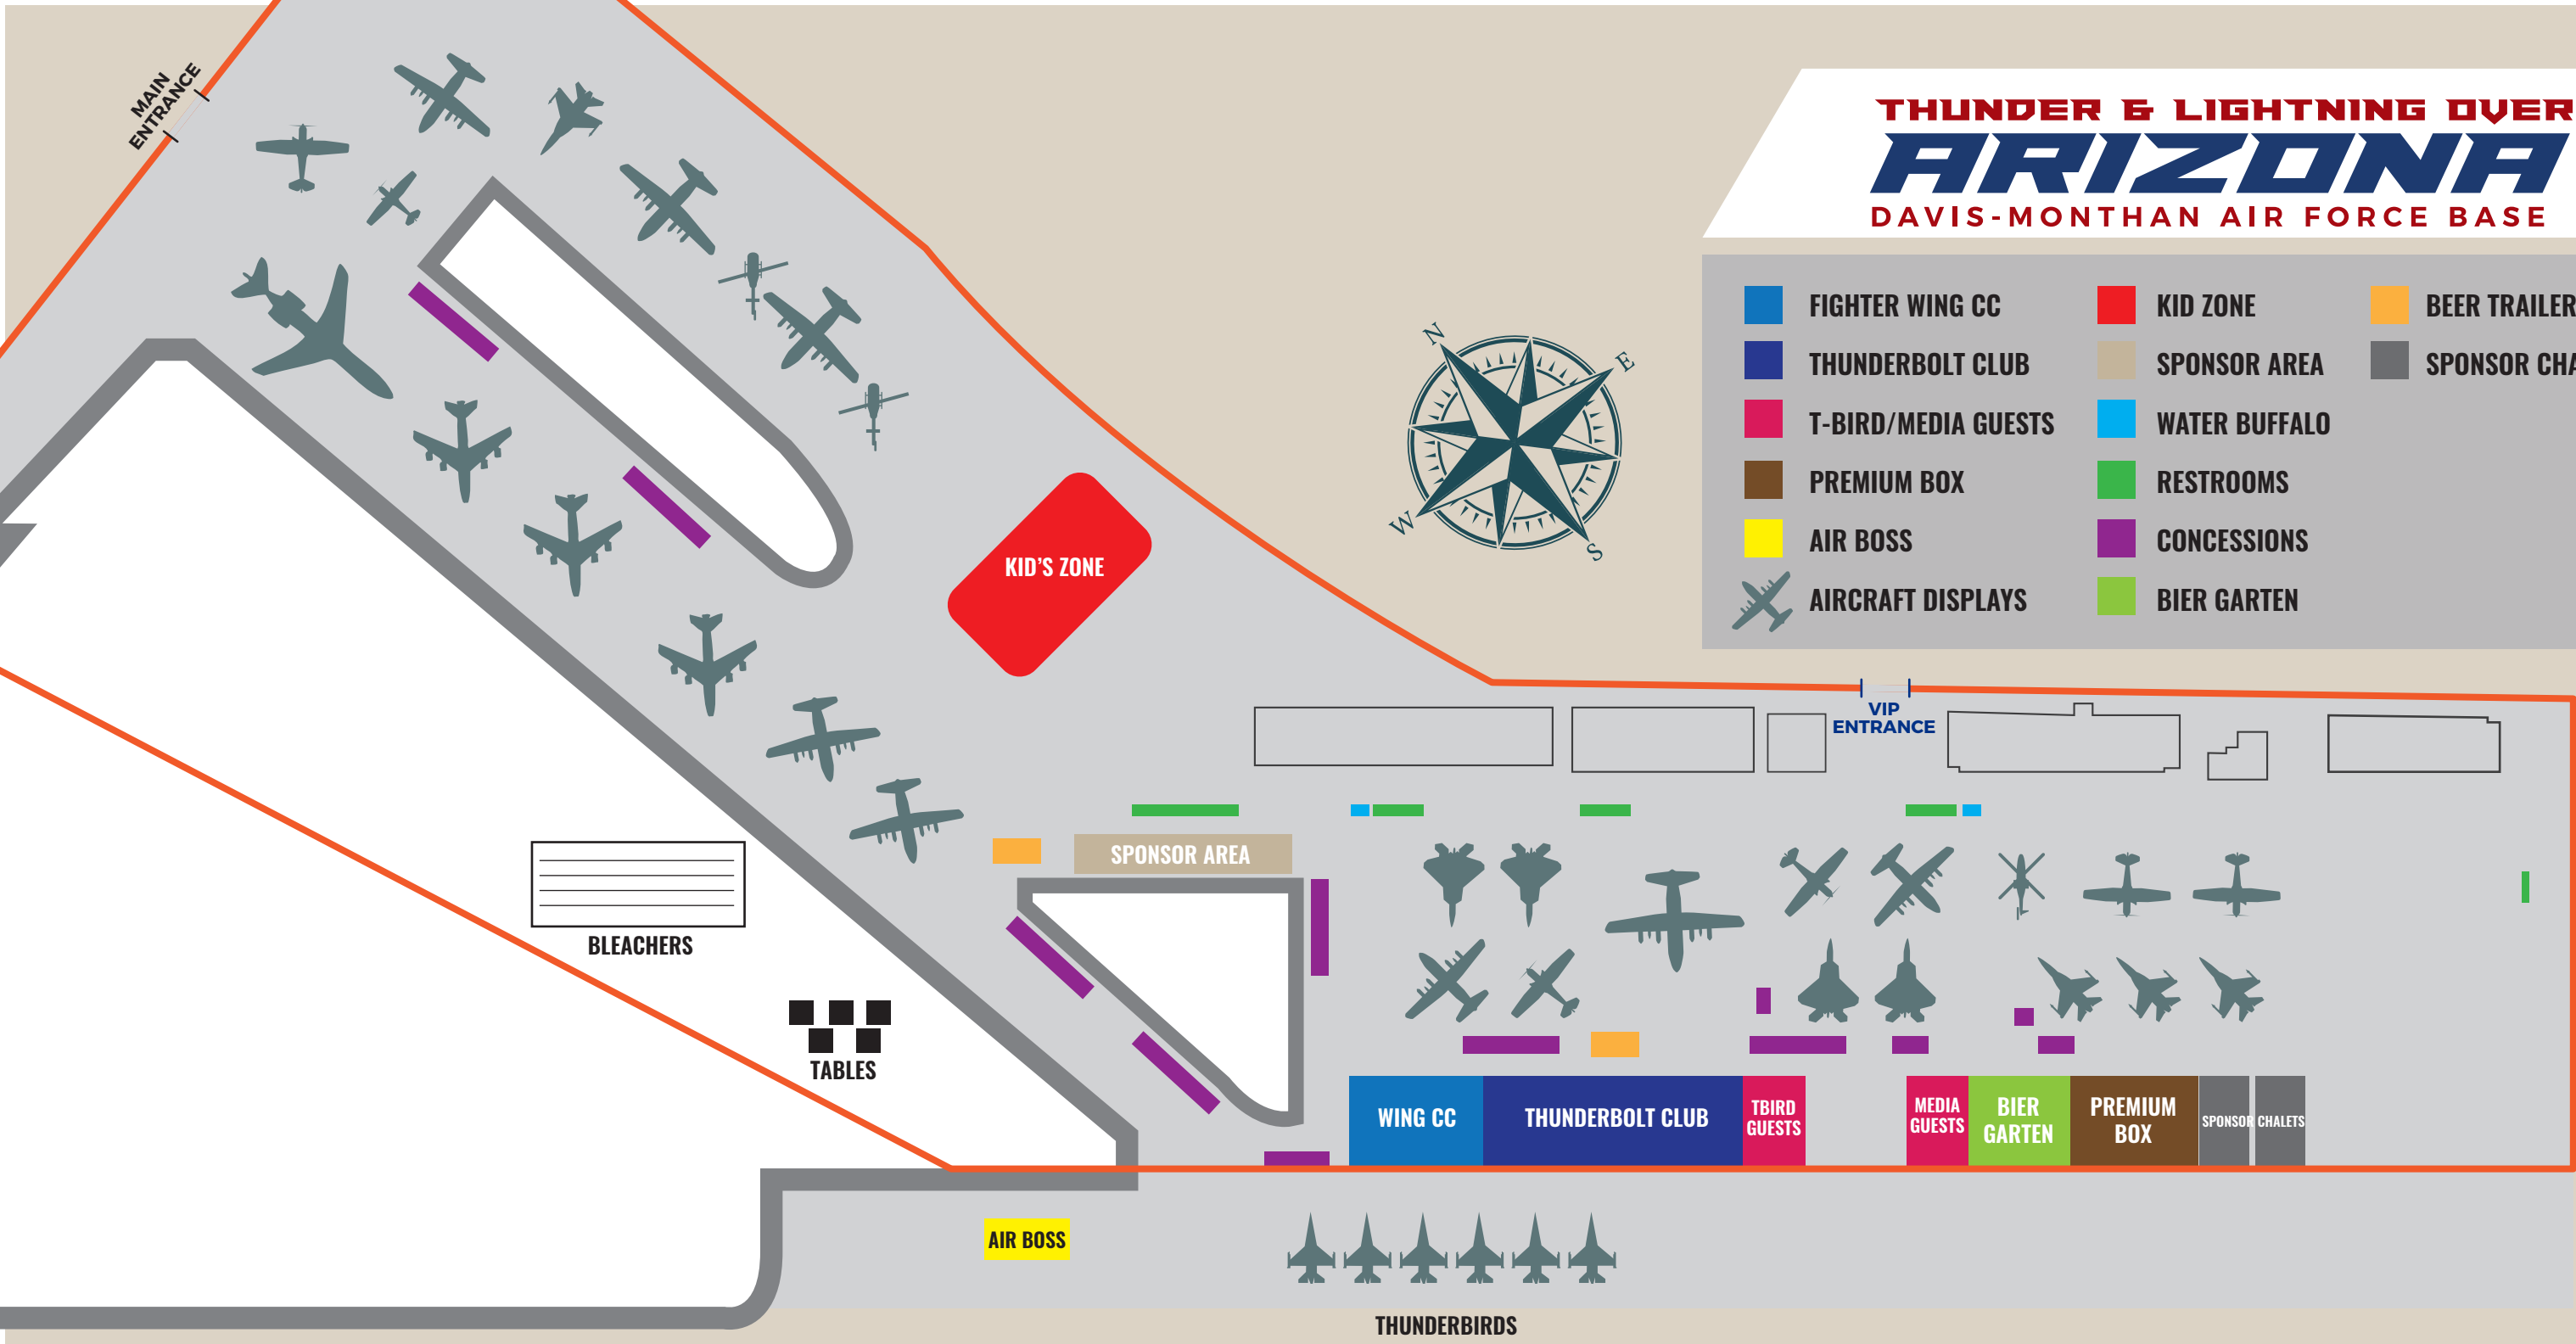 MAIN
ENTRANCE
THUNDER & LIGHTNING OVER
ARIZONA
DAVIS-MONTHAN AIR FORCE BASE
FIGHTER WING CC
THUNDERBOLT CLUB
T-BIRD/MEDIA GUESTS
PREMIUM BOX
AIR BOSS
AIRCRAFT DISPLAYS
KID ZONE
SPONSOR AREA
WATER BUFFALO
RESTROOMS
CONCESSIONS
BIER GARTEN
BEER TRAILER
SPONSOR CHA
N
E
W
S
KID'S ZONE
VIP
ENTRANCE
SPONSOR AREA
BLEACHERS
TABLES
WING CC
THUNDERBOLT CLUB
TBIRD
GUESTS
MEDIA
GUESTS
BIER
GARTEN
PREMIUM
BOX
SPONSOR CHALETS
AIR BOSS
THUNDERBIRDS